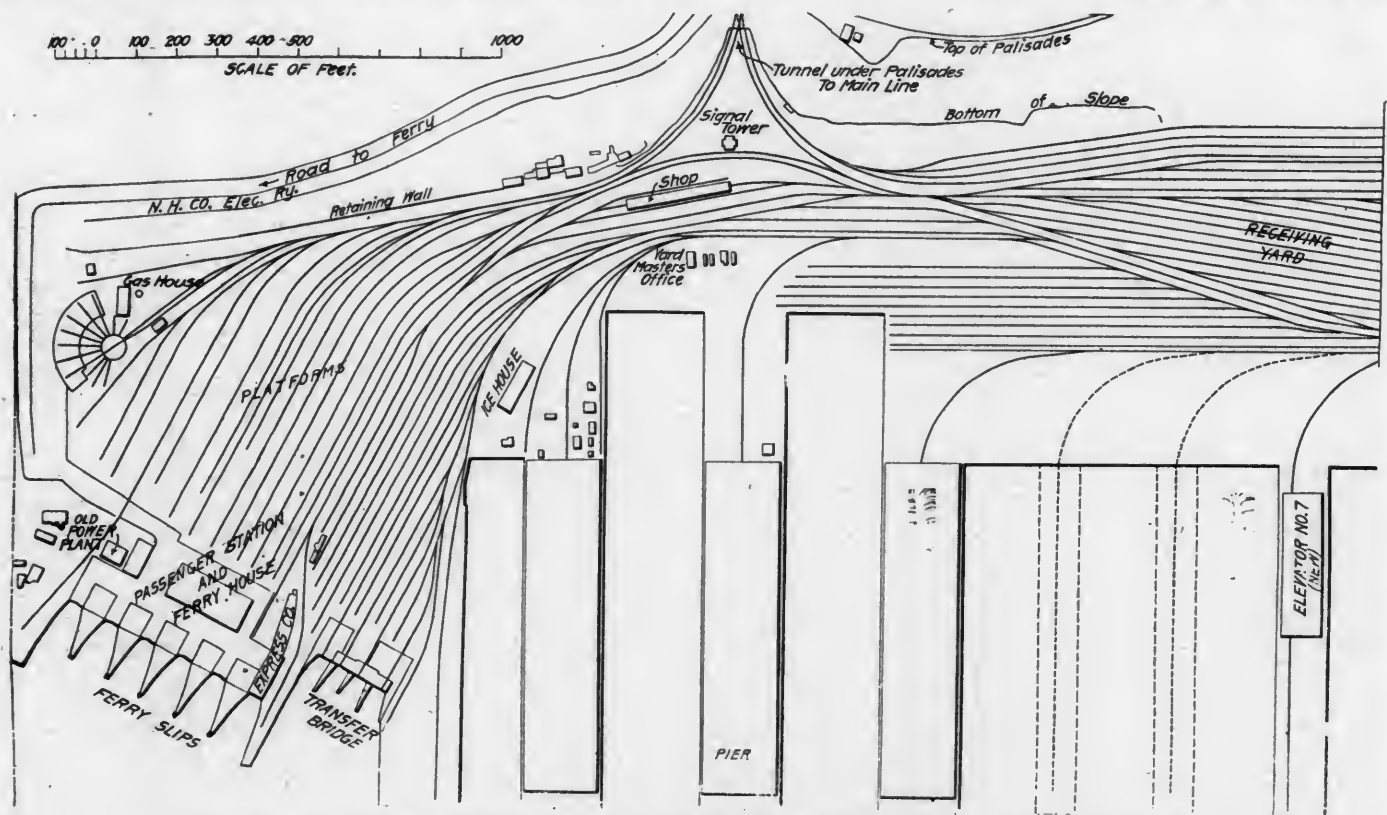 100 0 100 200 300 400 500 1000
SCALE OF Feet.
Top of Palisades
Tunnel under Palisades
To Main Line
Bottom of Slope
Signal
Tower
Road to Ferry
N.H. CO. Elec. Ry.
Retaining Wall
Shop
RECEIVING
YARD
Yard
Masters
Office
Gas House
PLATFORMS
ICE HOUSE
OLD
POWER
PLANT
PASSENGER STATION
AND
FERRY HOUSE
EXPRESS CO.
ELEVATOR NO.7
(NEW)
FERRY SLIPS
TRANSFER
BRIDGE
PIER